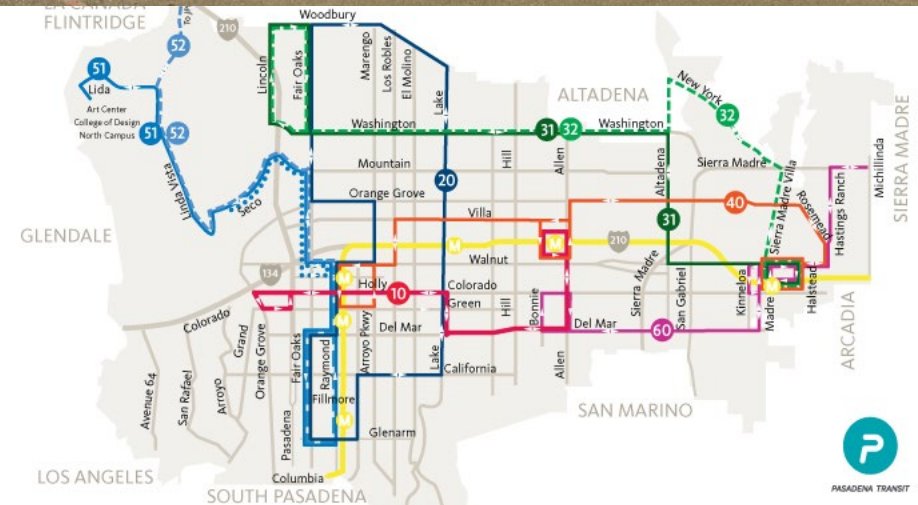 LA CAÑADA
FLINTRIDGE
To JPL
52
210
Woodbury
51
Lida
Art Center
College of Design
North Campus
51
52
Lincoln
Fair Oaks
Marengo
Los Robles
El Molino
Lake
ALTADENA
New York
32
SIERRA MADRE
Washington
31
32
Washington
Mountain
Hill
Allen
Altadena
Sierra Madre
Michillinda
Linda Vista
Seco
Orange Grove
20
Villa
31
40
Sierra Madre Villa
Rosemead
Hastings Ranch
GLENDALE
134
M
M
210
Walnut
M
Holly
10
Colorado
Green
Hill
Bonnie
Sierra Madre
San Gabriel
Kinneloa
M
Madre
Halstead
ARCADIA
Colorado
Grand
Orange Grove
M
Del Mar
Del Mar
60
Avenue 64
San Rafael
Arroyo
Fair Oaks
Raymond
Arroyo Pkwy
Lake
California
Allen
Pasadena
Fillmore
M
Glenarm
SAN MARINO
LOS ANGELES
Columbia
SOUTH PASADENA
P
PASADENA TRANSIT